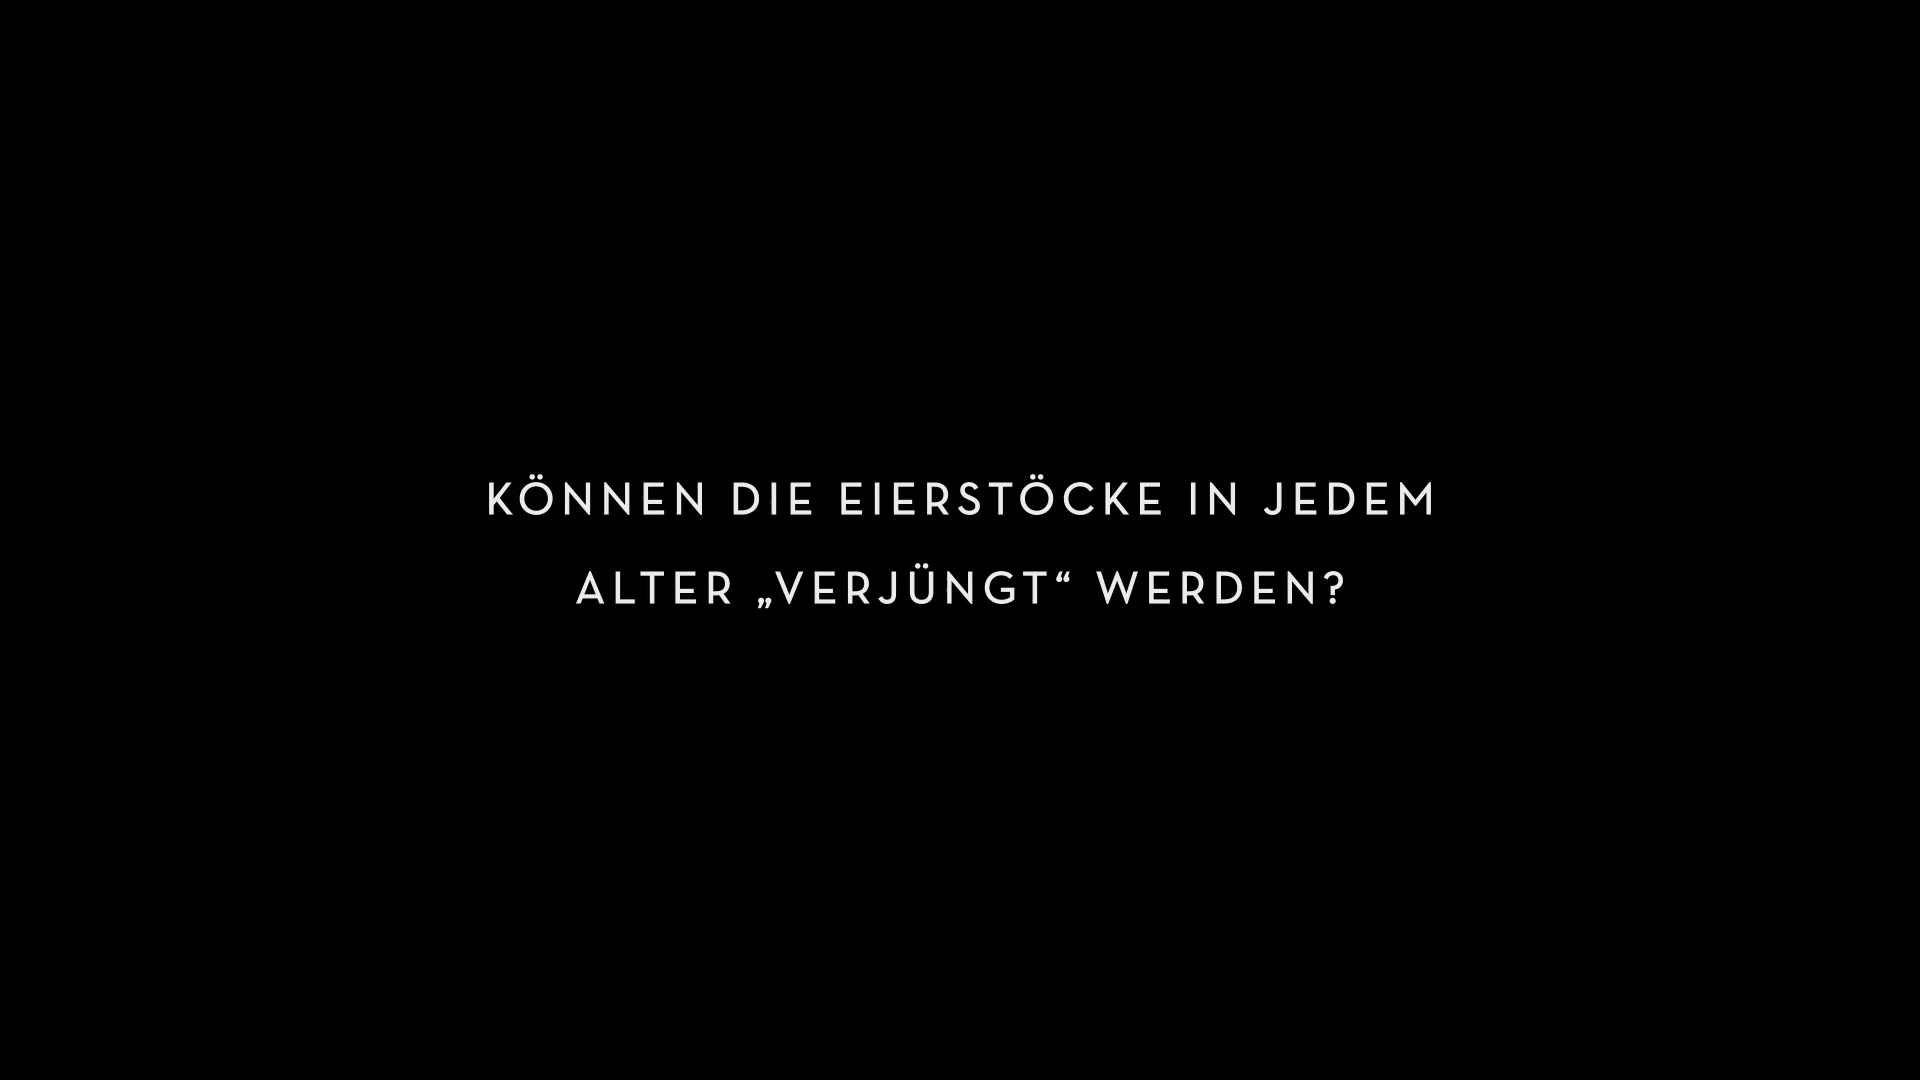 KÖNNEN DIE EIERSTÖCKE IN JEDEM
ALTER „VERJÜNGT“ WERDEN?